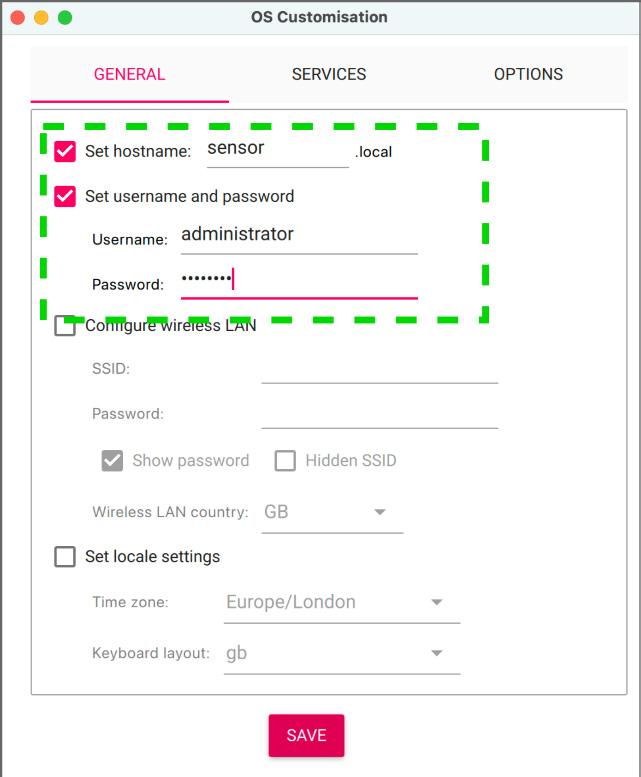 OS Customisation
GENERAL SERVICES OPTIONS
Set hostname: sensor .local
Set username and password
Username: administrator
Password: ••••••••
Configure wireless LAN
SSID:
Password:
Show password Hidden SSID
Wireless LAN country: GB
Set locale settings
Time zone: Europe/London
Keyboard layout: gb
SAVE